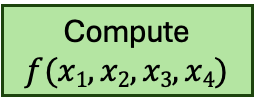 Compute
f(x₁, x₂, x₃, x₄)